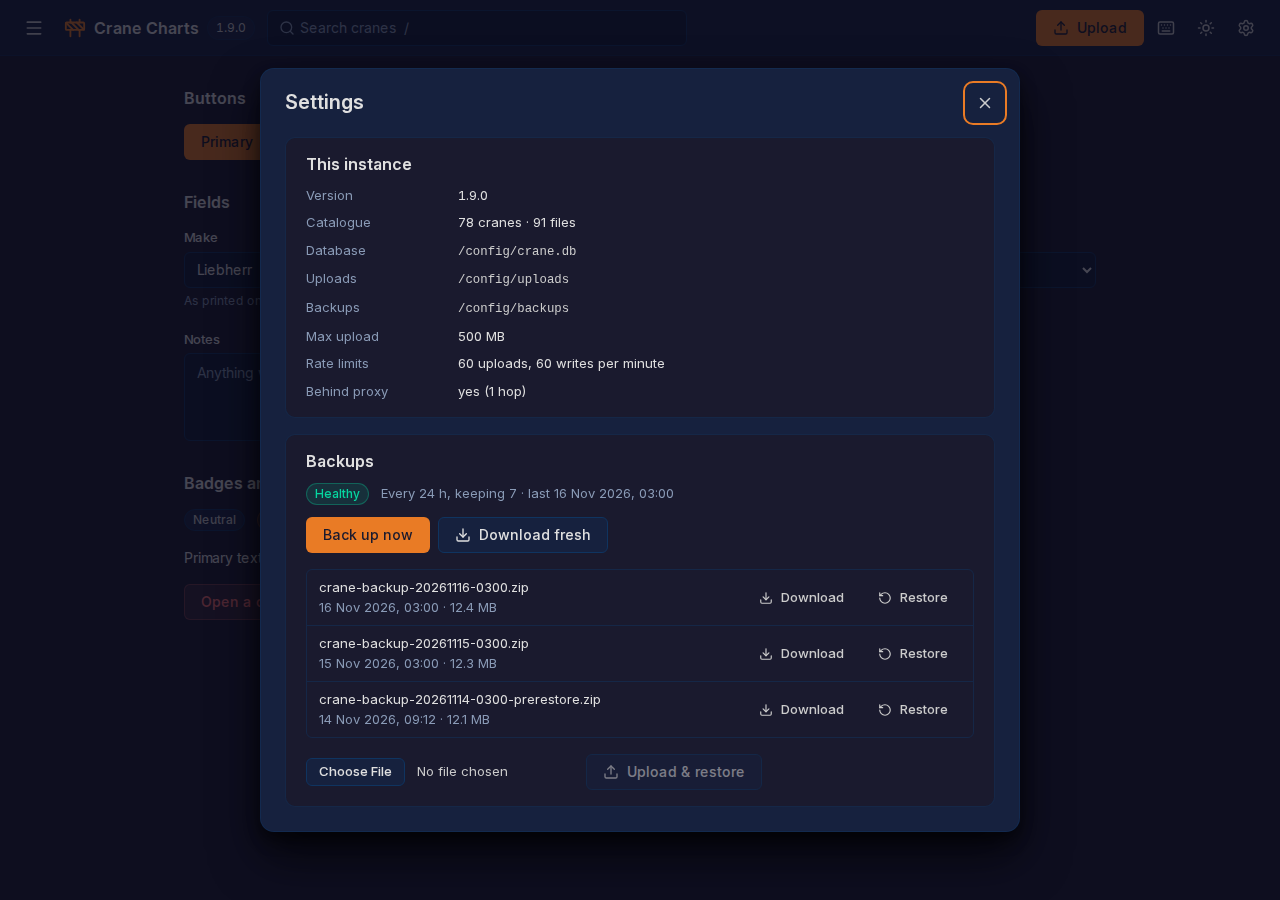 Crane Charts 1.9.0 Search cranes / Upload
Settings
Buttons
Primary
This instance
Version 1.9.0
Catalogue 78 cranes · 91 files
Database /config/crane.db
Uploads /config/uploads
Backups /config/backups
Max upload 500 MB
Rate limits 60 uploads, 60 writes per minute
Behind proxy yes (1 hop)
Fields
Make
Liebherr
As printed
Notes
Anything
Backups
Healthy Every 24 h, keeping 7 · last 16 Nov 2026, 03:00
Back up now Download fresh
crane-backup-20261116-0300.zip
16 Nov 2026, 03:00 · 12.4 MB
Download Restore
crane-backup-20261115-0300.zip
15 Nov 2026, 03:00 · 12.3 MB
Download Restore
crane-backup-20261114-0300-prerestore.zip
14 Nov 2026, 09:12 · 12.1 MB
Download Restore
Choose File No file chosen Upload & restore
Badges
Neutral
Primary
Open a